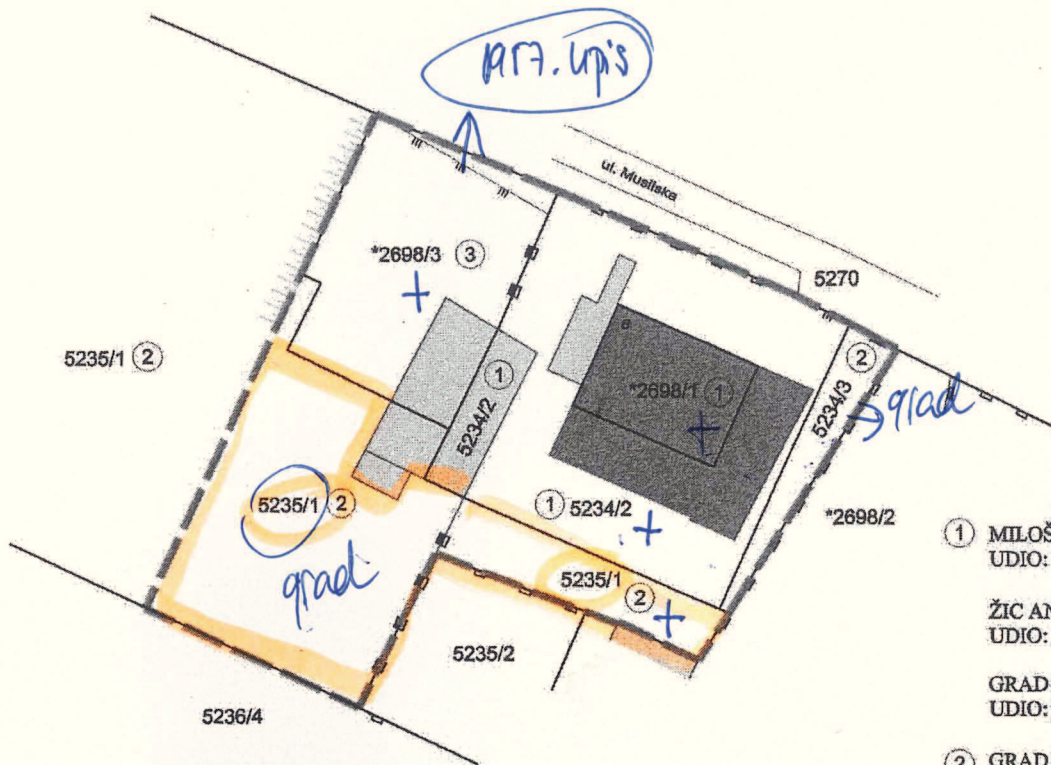 1957. upis
ul. Musilska
*2698/3 ③
5270
5235/1 ②
②
①
a
*2698/1 ①
5234/2
5234/3
grad
5235/1 ②
① 5234/2
*2698/2
grad
5235/1
②
5235/2
5236/4
① MILOŠ
UDIO:
ŽIC AN
UDIO:
GRAD
UDIO:
② GRAD